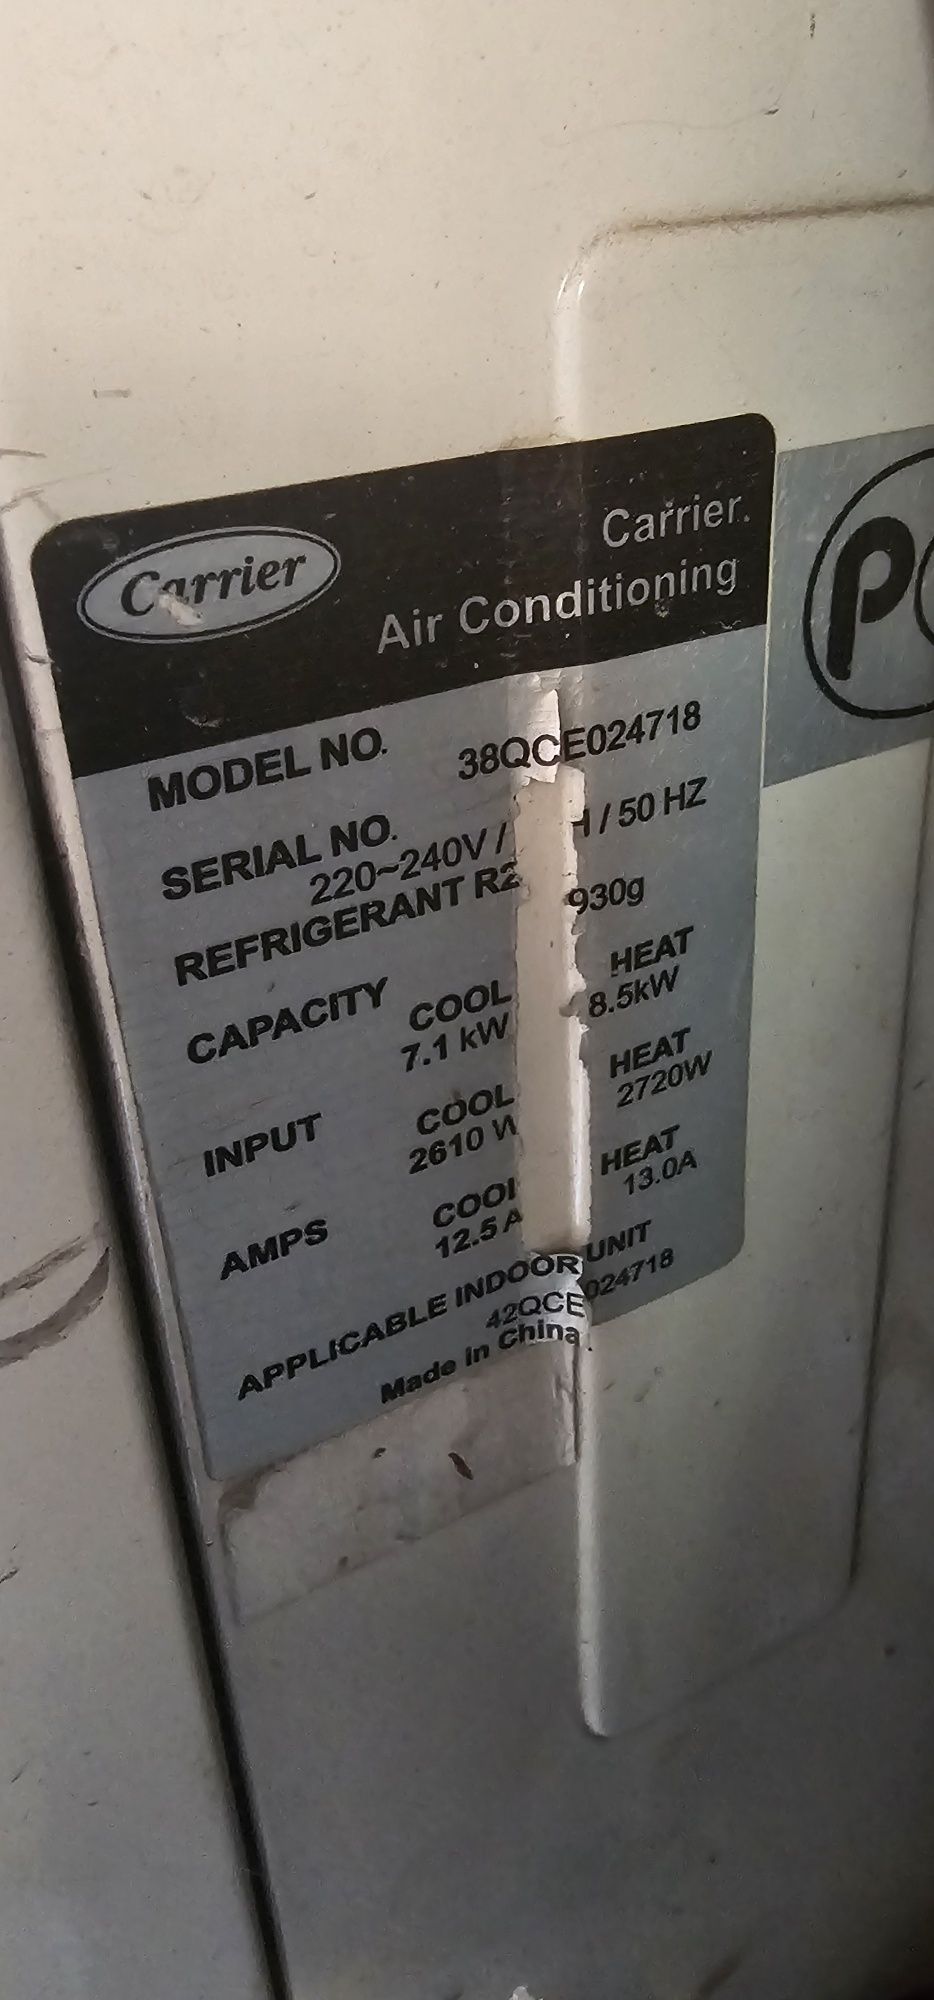 Carrier
Carrier.
Air Conditioning
MODEL NO. 38QCE024718
SERIAL NO.
220~240V / H / 50 HZ
REFRIGERANT R2 930g
CAPACITY COOL HEAT
7.1 kW 8.5kW
INPUT COOL HEAT
2610 W 2720W
AMPS COOL HEAT
12.5 A 13.0A
APPLICABLE INDOOR UNIT
42QCE024718
Made in China